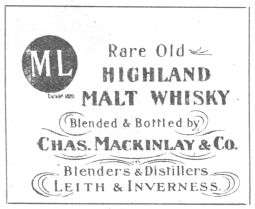 ML
Rare Old
HIGHLAND
MALT WHISKY
Blended & Bottled by
CHAS. MACKINLAY & CO.
Blenders & Distillers
LEITH & INVERNESS.